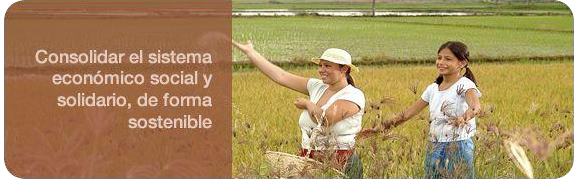 Consolidar el sistema
económico social y
solidario, de forma
sostenible